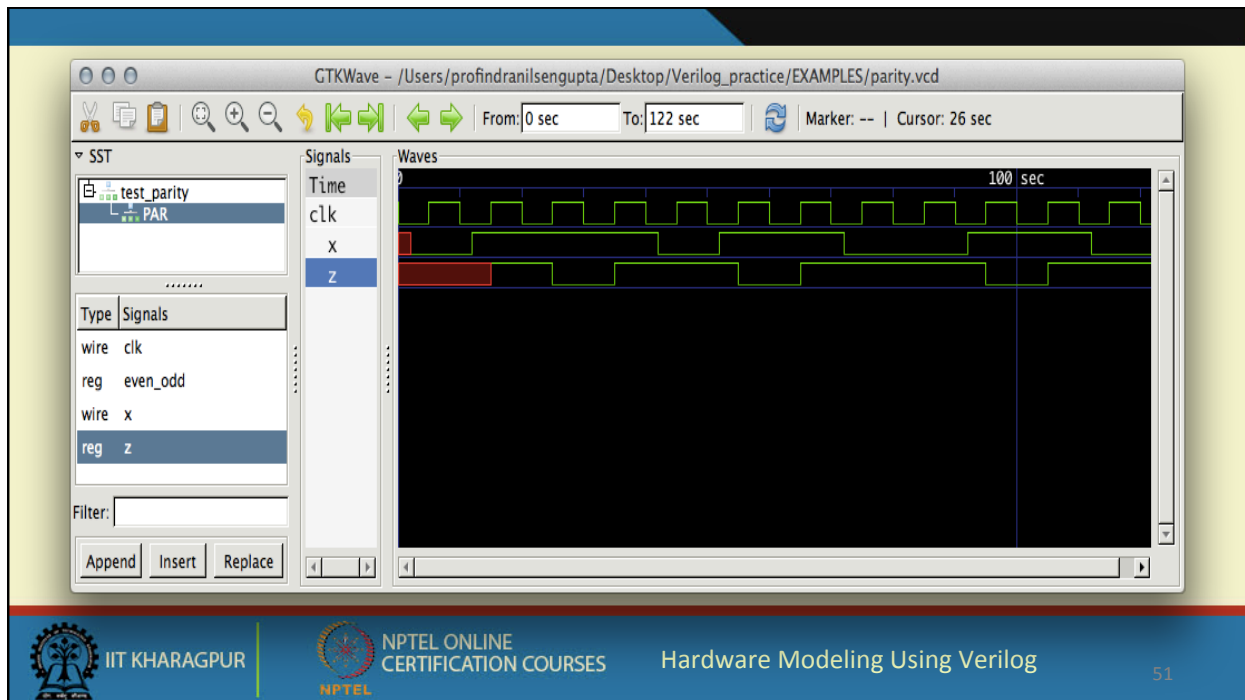 GTKWave – /Users/profindranilsengupta/Desktop/Verilog_practice/EXAMPLES/parity.vcd
From: 0 sec To: 122 sec Marker: -- | Cursor: 26 sec
SST
test_parity
PAR
Type Signals
wire clk
reg even_odd
wire x
reg z
Filter:
Append Insert Replace
Signals
Time
clk
x
z
Waves
0 100 sec
IIT KHARAGPUR
NPTEL
NPTEL ONLINE
CERTIFICATION COURSES
Hardware Modeling Using Verilog
51